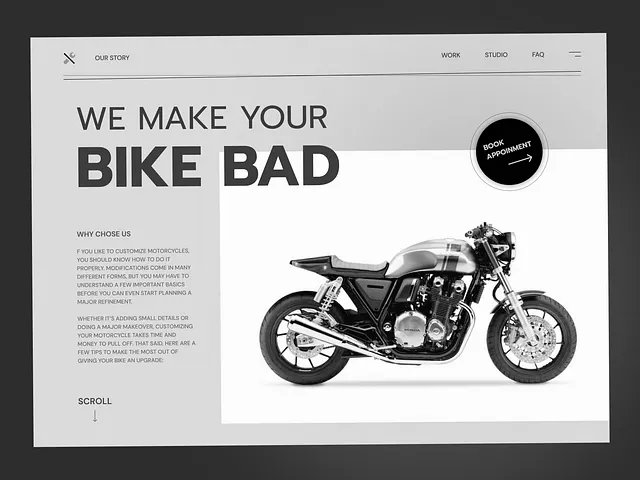 OUR STORY
WORK
STUDIO
FAQ
WE MAKE YOUR
BIKE BAD
BOOK
APPOINMENT
WHY CHOSE US
F YOU LIKE TO CUSTOMIZE MOTORCYCLES,
YOU SHOULD KNOW HOW TO DO IT
PROPERLY. MODIFICATIONS COME IN MANY
DIFFERENT FORMS, BUT YOU MAY HAVE TO
UNDERSTAND A FEW IMPORTANT BASICS
BEFORE YOU CAN EVEN START PLANNING A
MAJOR REFINEMENT.
WHETHER IT'S ADDING SMALL DETAILS OR
DOING A MAJOR MAKEOVER, CUSTOMIZING
YOUR MOTORCYCLE TAKES TIME AND
MONEY TO PULL OFF. THAT SAID, HERE ARE A
FEW TIPS TO MAKE THE MOST OUT OF
GIVING YOUR BIKE AN UPGRADE:
HONDA
SCROLL